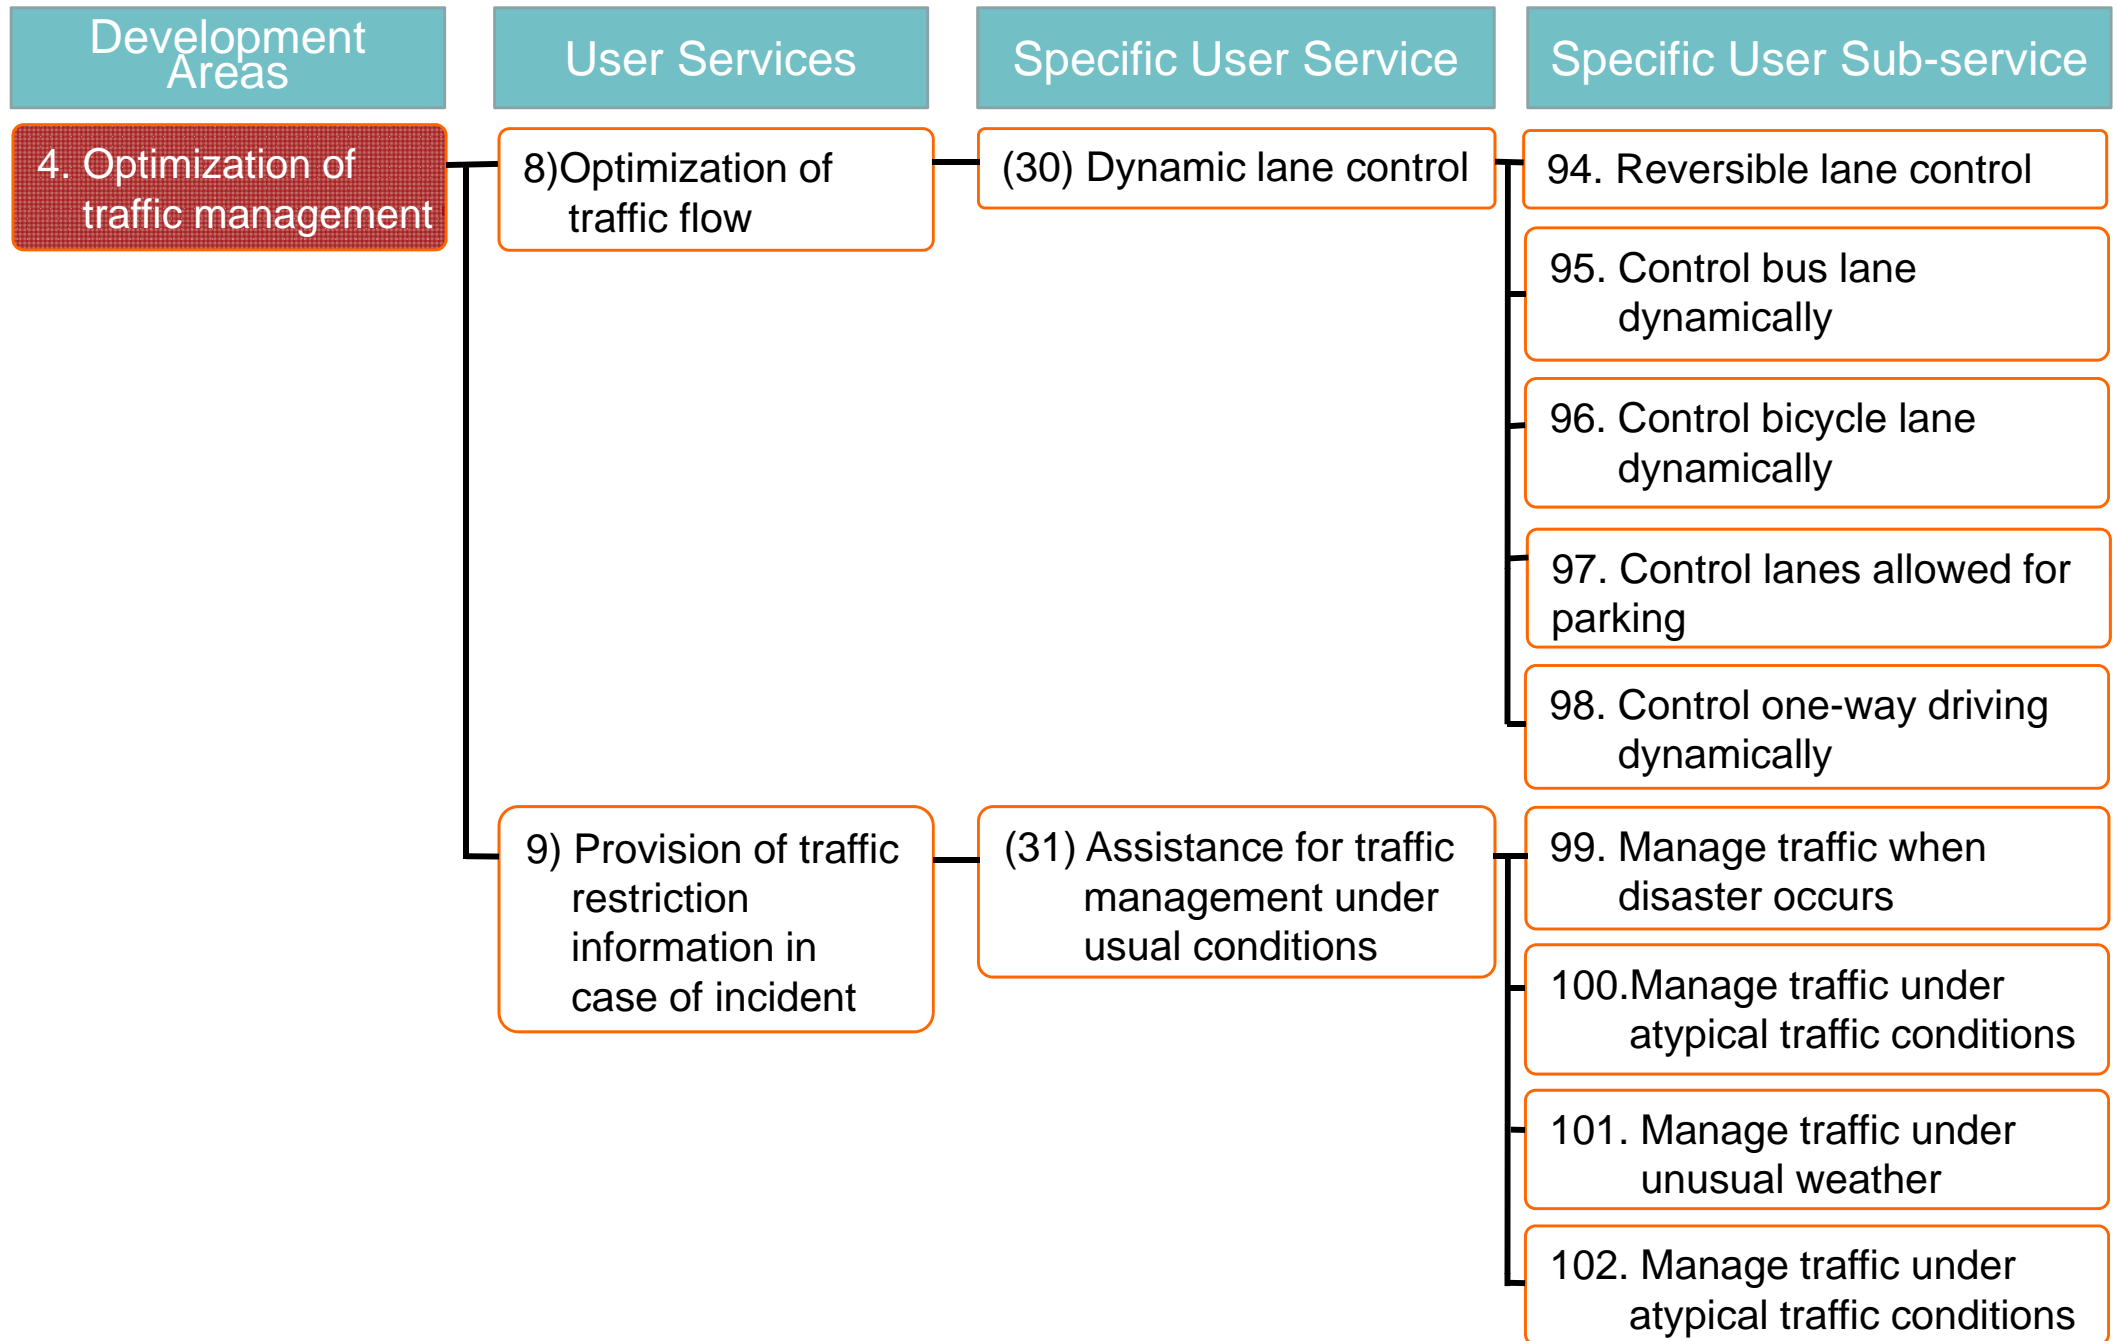 Development
Areas
User Services
Specific User Service
Specific User Sub-service
4. Optimization of
traffic management
8)Optimization of
traffic flow
(30) Dynamic lane control
94. Reversible lane control
95. Control bus lane
dynamically
96. Control bicycle lane
dynamically
97. Control lanes allowed for
parking
98. Control one-way driving
dynamically
9) Provision of traffic
restriction
information in
case of incident
(31) Assistance for traffic
management under
usual conditions
99. Manage traffic when
disaster occurs
100.Manage traffic under
atypical traffic conditions
101. Manage traffic under
unusual weather
102. Manage traffic under
atypical traffic conditions